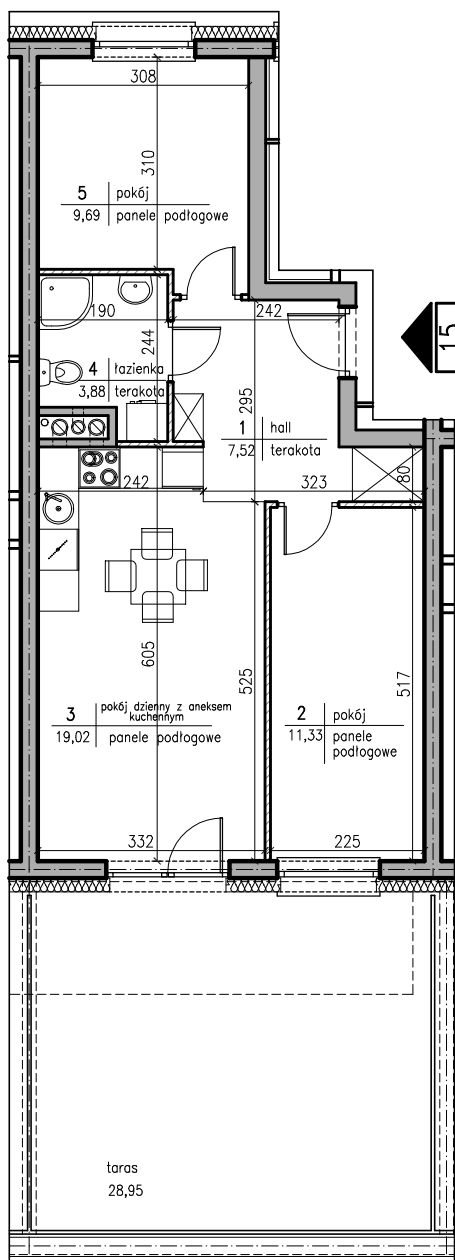 308
310
5 pokój
9,69 panele podłogowe
190
242
244
15
4 łazienka
3,88 terakota
295
1 hall
7,52 terakota
242
323
80
605
525
517
3 pokój dzienny z aneksem
kuchennym
19,02 panele podłogowe
2 pokój
11,33 panele
podłogowe
332
225
taras
28,95